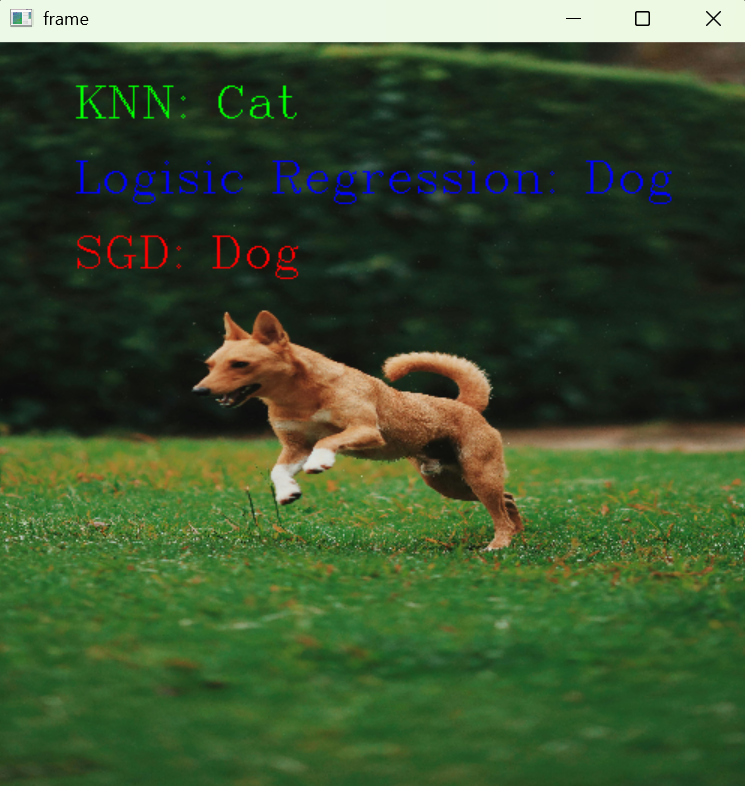 frame
KNN: Cat
Logisic Regression: Dog
SGD: Dog